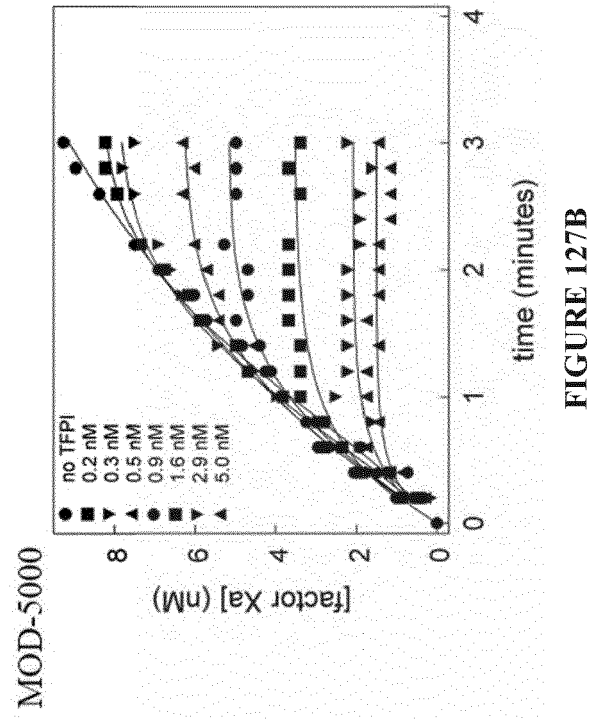 MOD-5000
no TFPI
0.2 nM
0.3 nM
0.5 nM
0.9 nM
1.6 nM
2.9 nM
5.0 nM
[factor Xa] (nM)
8
6
4
2
0
0 1 2 3 4
time (minutes)
FIGURE 127B